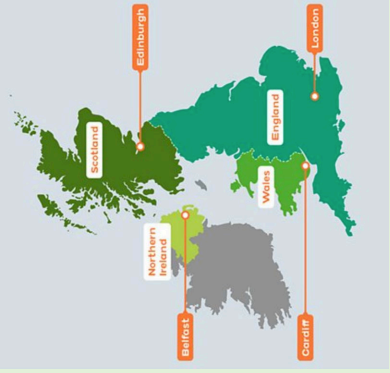 Edinburgh
London
Scotland
England
Wales
Northern
Ireland
Belfast
Cardiff